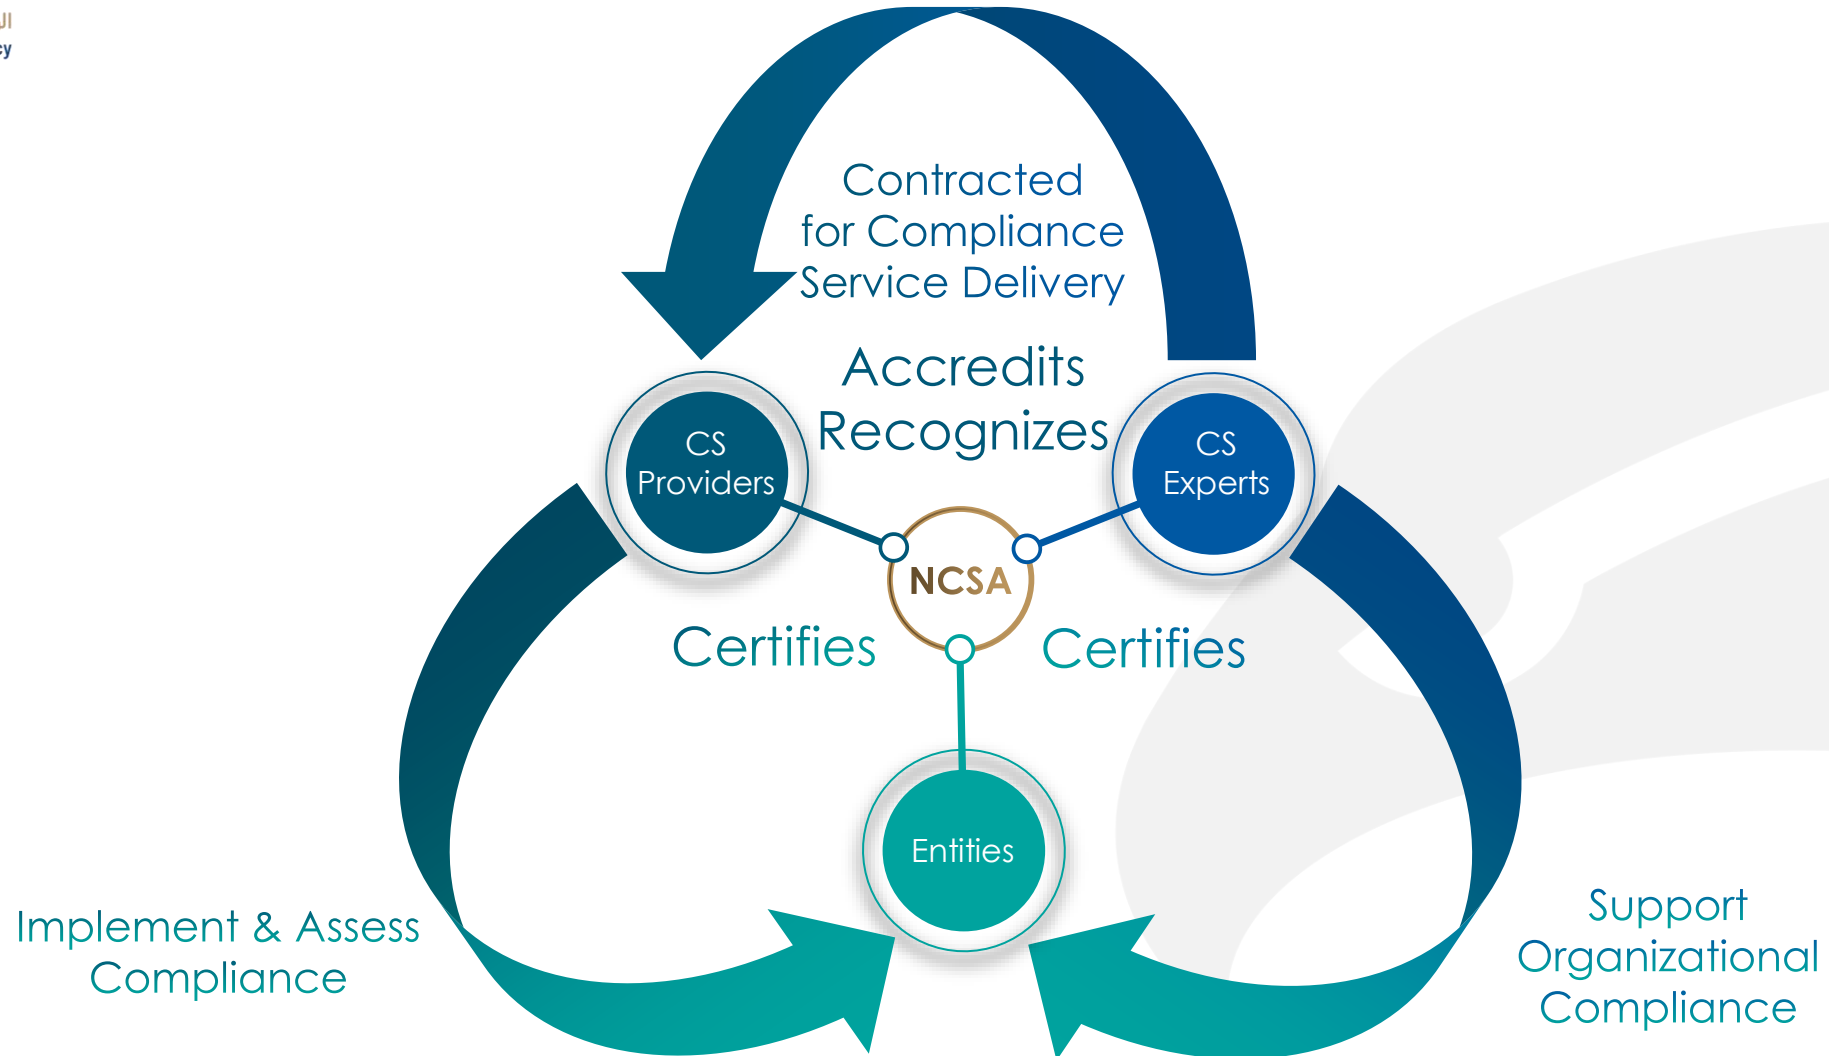 Contracted
for Compliance
Service Delivery
Accredits
Recognizes
CS
Providers
CS
Experts
NCSA
Certifies
Certifies
Entities
Implement & Assess
Compliance
Support
Organizational
Compliance